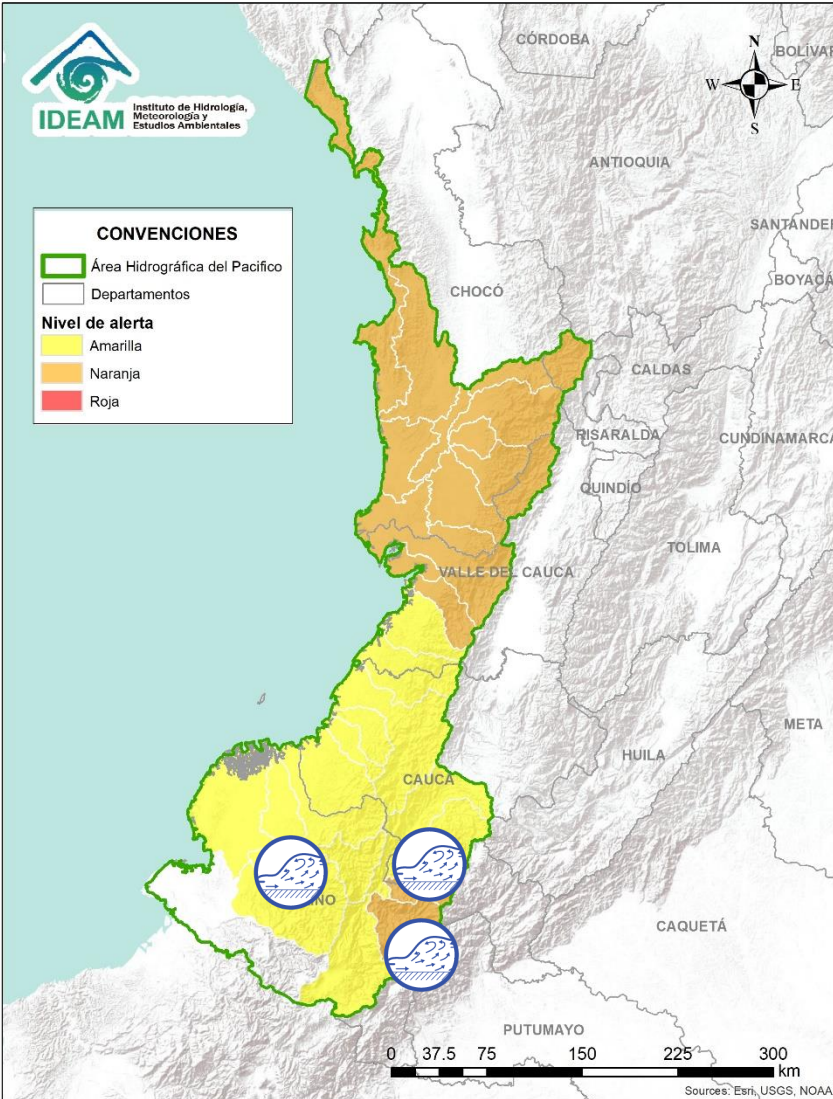 IDEAM
Instituto de Hidrología,
Meteorología y
Estudios Ambientales
CÓRDOBA
BOLÍVAR
N
W E
S
ANTIOQUIA
SANTANDER
CONVENCIONES
Área Hidrográfica del Pacifico
Departamentos
Nivel de alerta
Amarilla
Naranja
Roja
BOYACÁ
CHOCÓ
CALDAS
RISARALDA
CUNDINAMARCA
QUINDÍO
TOLIMA
VALLE DEL CAUCA
META
HUILA
CAUCA
ÑO
CAQUETÁ
PUTUMAYO
0 37.5 75 150 225 300
km
Sources: Esri, USGS, NOAA